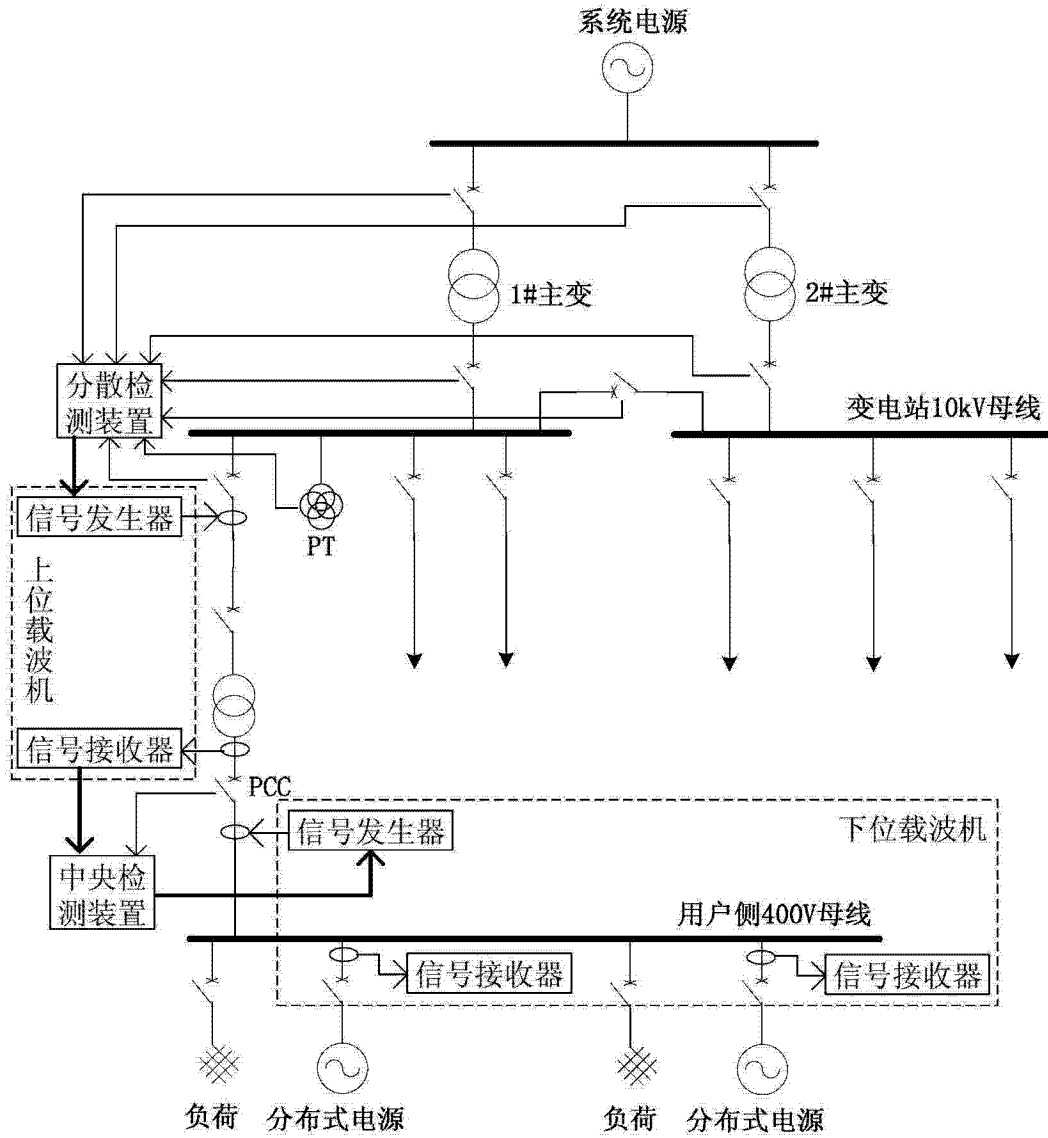 系统电源
1#主变
2#主变
分散检
测装置
变电站10kV母线
信号发生器
PT
上位载波机
信号接收器
PCC
信号发生器
下位载波机
中央检
测装置
用户侧400V母线
信号接收器
信号接收器
负荷
分布式电源
负荷
分布式电源